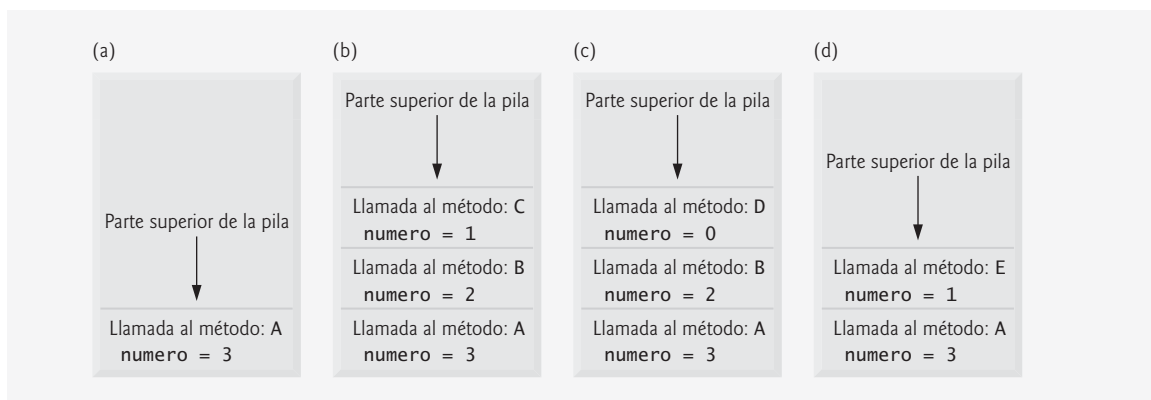 (a)
Parte superior de la pila
Llamada al método: A
numero = 3
(b)
Parte superior de la pila
Llamada al método: C
numero = 1
Llamada al método: B
numero = 2
Llamada al método: A
numero = 3
(c)
Parte superior de la pila
Llamada al método: D
numero = 0
Llamada al método: B
numero = 2
Llamada al método: A
numero = 3
(d)
Parte superior de la pila
Llamada al método: E
numero = 1
Llamada al método: A
numero = 3